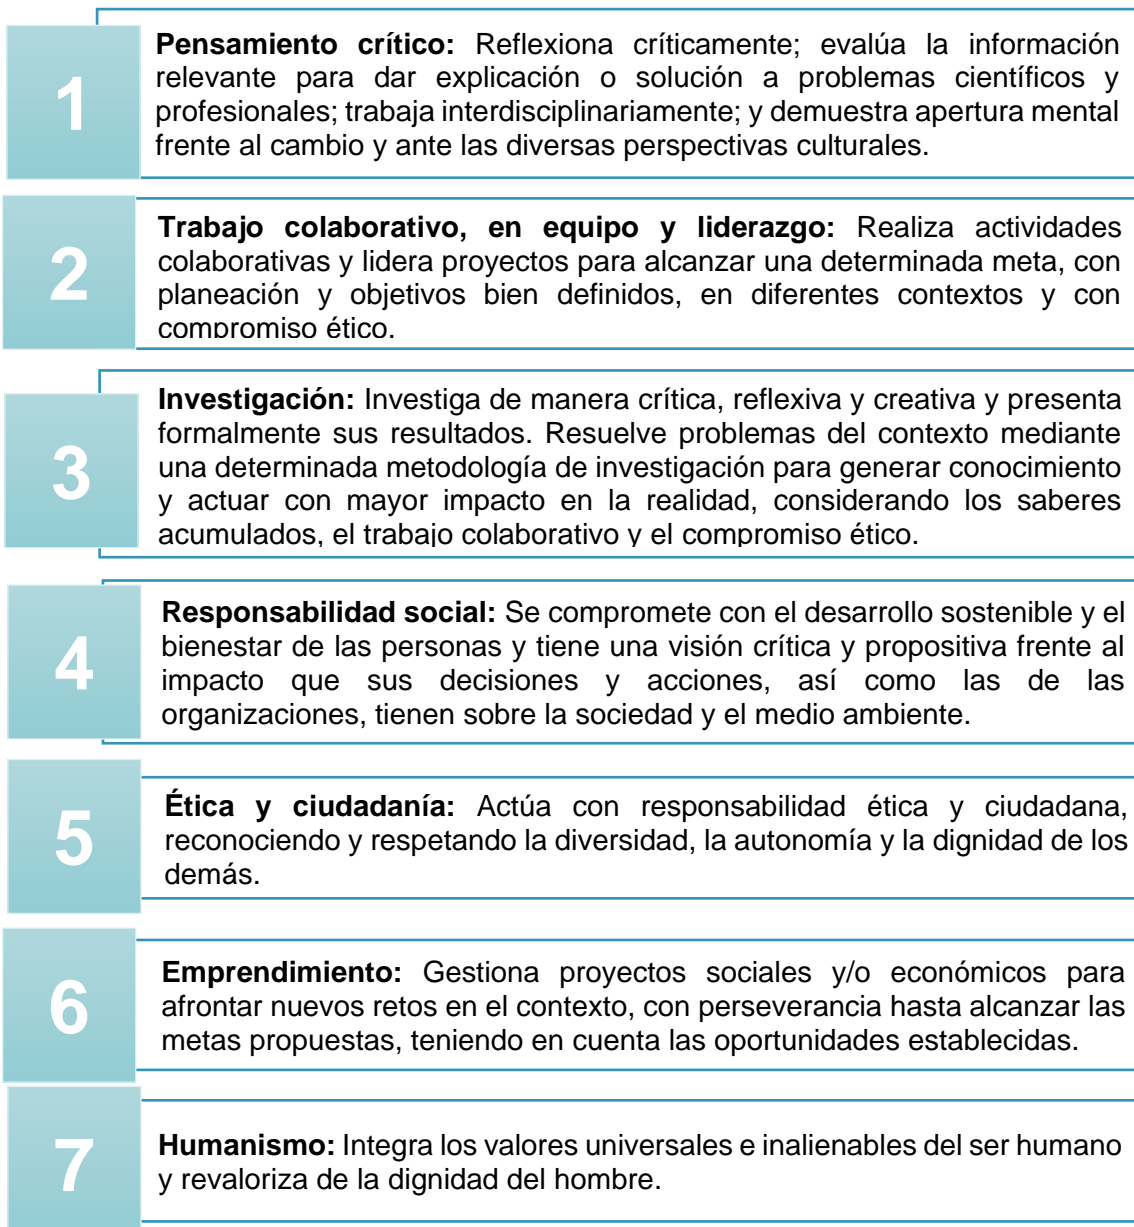 1
Pensamiento crítico: Reflexiona críticamente; evalúa la información
relevante para dar explicación o solución a problemas científicos y
profesionales; trabaja interdisciplinariamente; y demuestra apertura mental
frente al cambio y ante las diversas perspectivas culturales.
2
Trabajo colaborativo, en equipo y liderazgo: Realiza actividades
colaborativas y lidera proyectos para alcanzar una determinada meta, con
planeación y objetivos bien definidos, en diferentes contextos y con
compromiso ético.
3
Investigación: Investiga de manera crítica, reflexiva y creativa y presenta
formalmente sus resultados. Resuelve problemas del contexto mediante
una determinada metodología de investigación para generar conocimiento
y actuar con mayor impacto en la realidad, considerando los saberes
acumulados, el trabajo colaborativo y el compromiso ético.
4
Responsabilidad social: Se compromete con el desarrollo sostenible y el
bienestar de las personas y tiene una visión crítica y propositiva frente al
impacto que sus decisiones y acciones, así como las de las
organizaciones, tienen sobre la sociedad y el medio ambiente.
5
Ética y ciudadanía: Actúa con responsabilidad ética y ciudadana,
reconociendo y respetando la diversidad, la autonomía y la dignidad de los
demás.
6
Emprendimiento: Gestiona proyectos sociales y/o económicos para
afrontar nuevos retos en el contexto, con perseverancia hasta alcanzar las
metas propuestas, teniendo en cuenta las oportunidades establecidas.
7
Humanismo: Integra los valores universales e inalienables del ser humano
y revaloriza de la dignidad del hombre.